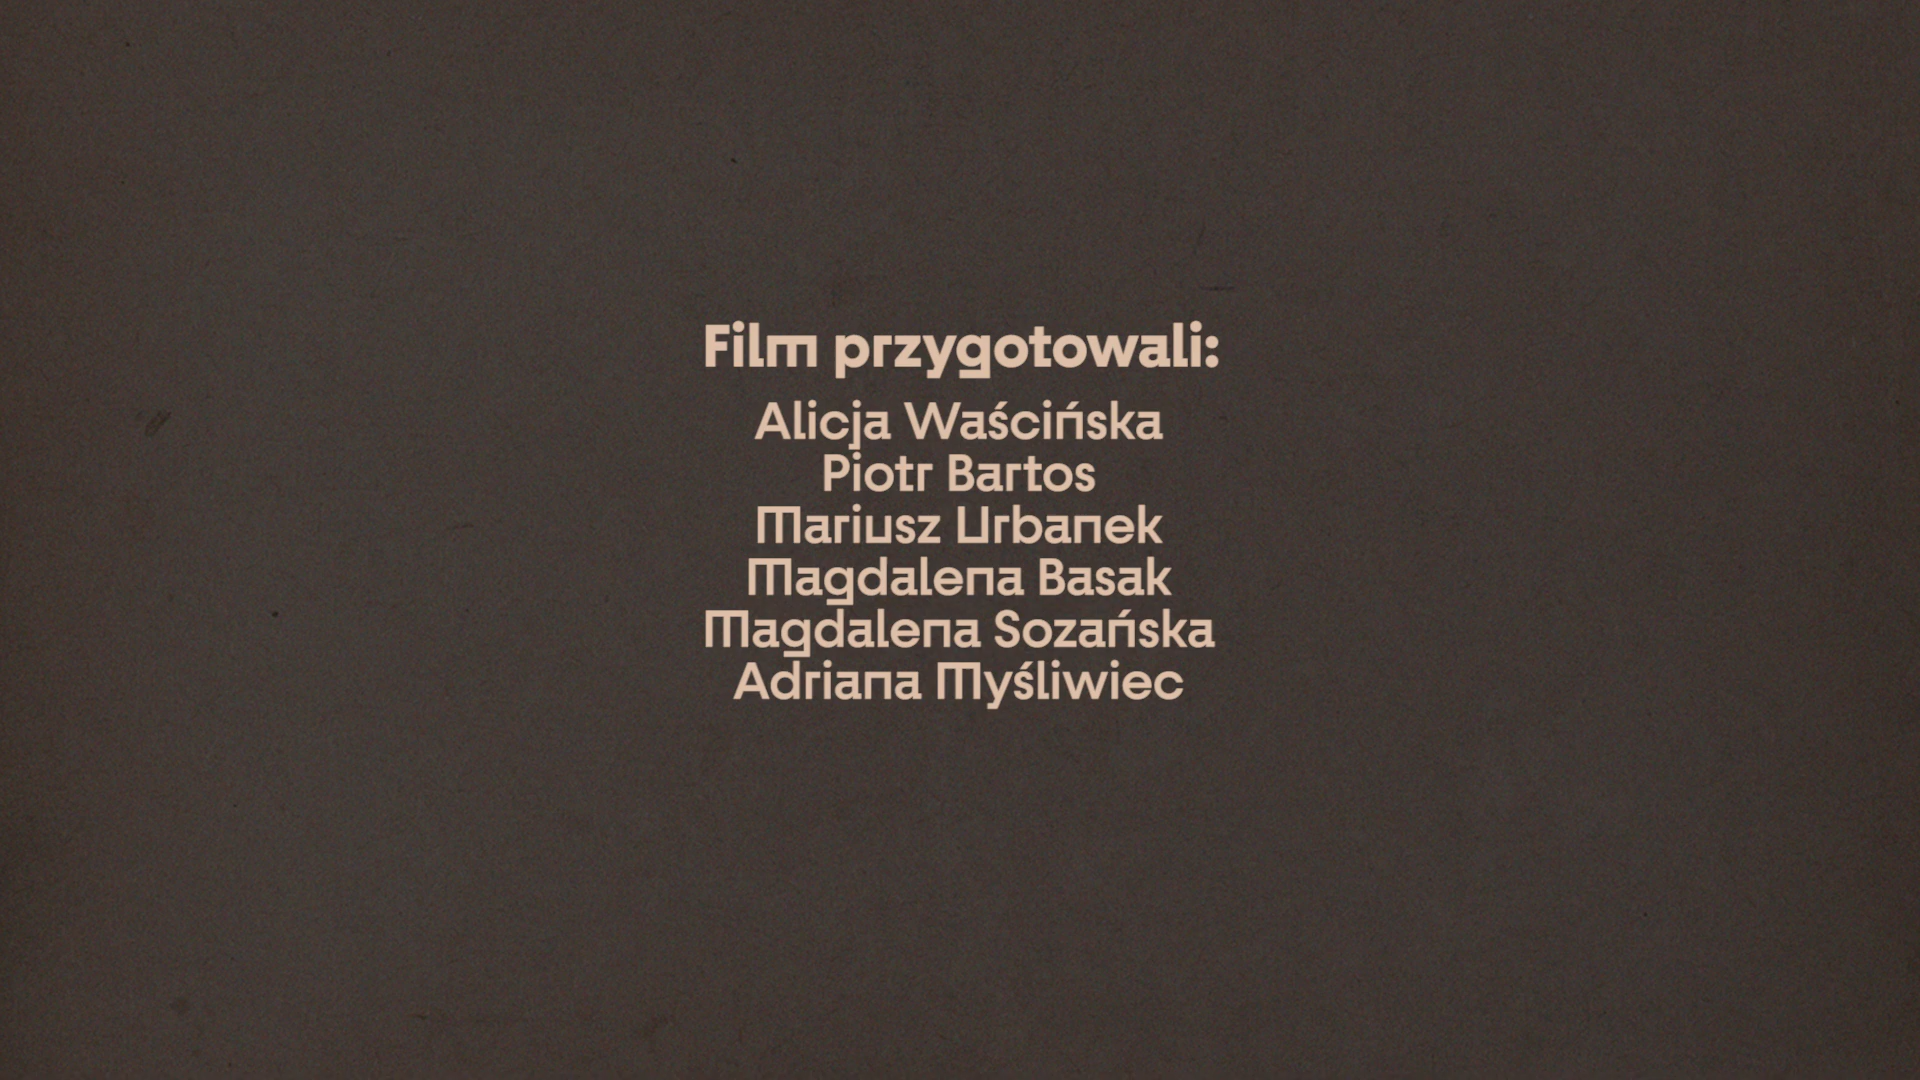 Film przygotowali:
Alicja Waścińska
Piotr Bartos
Mariusz Urbanek
Magdalena Basak
Magdalena Sozańska
Adriana Myśliwiec